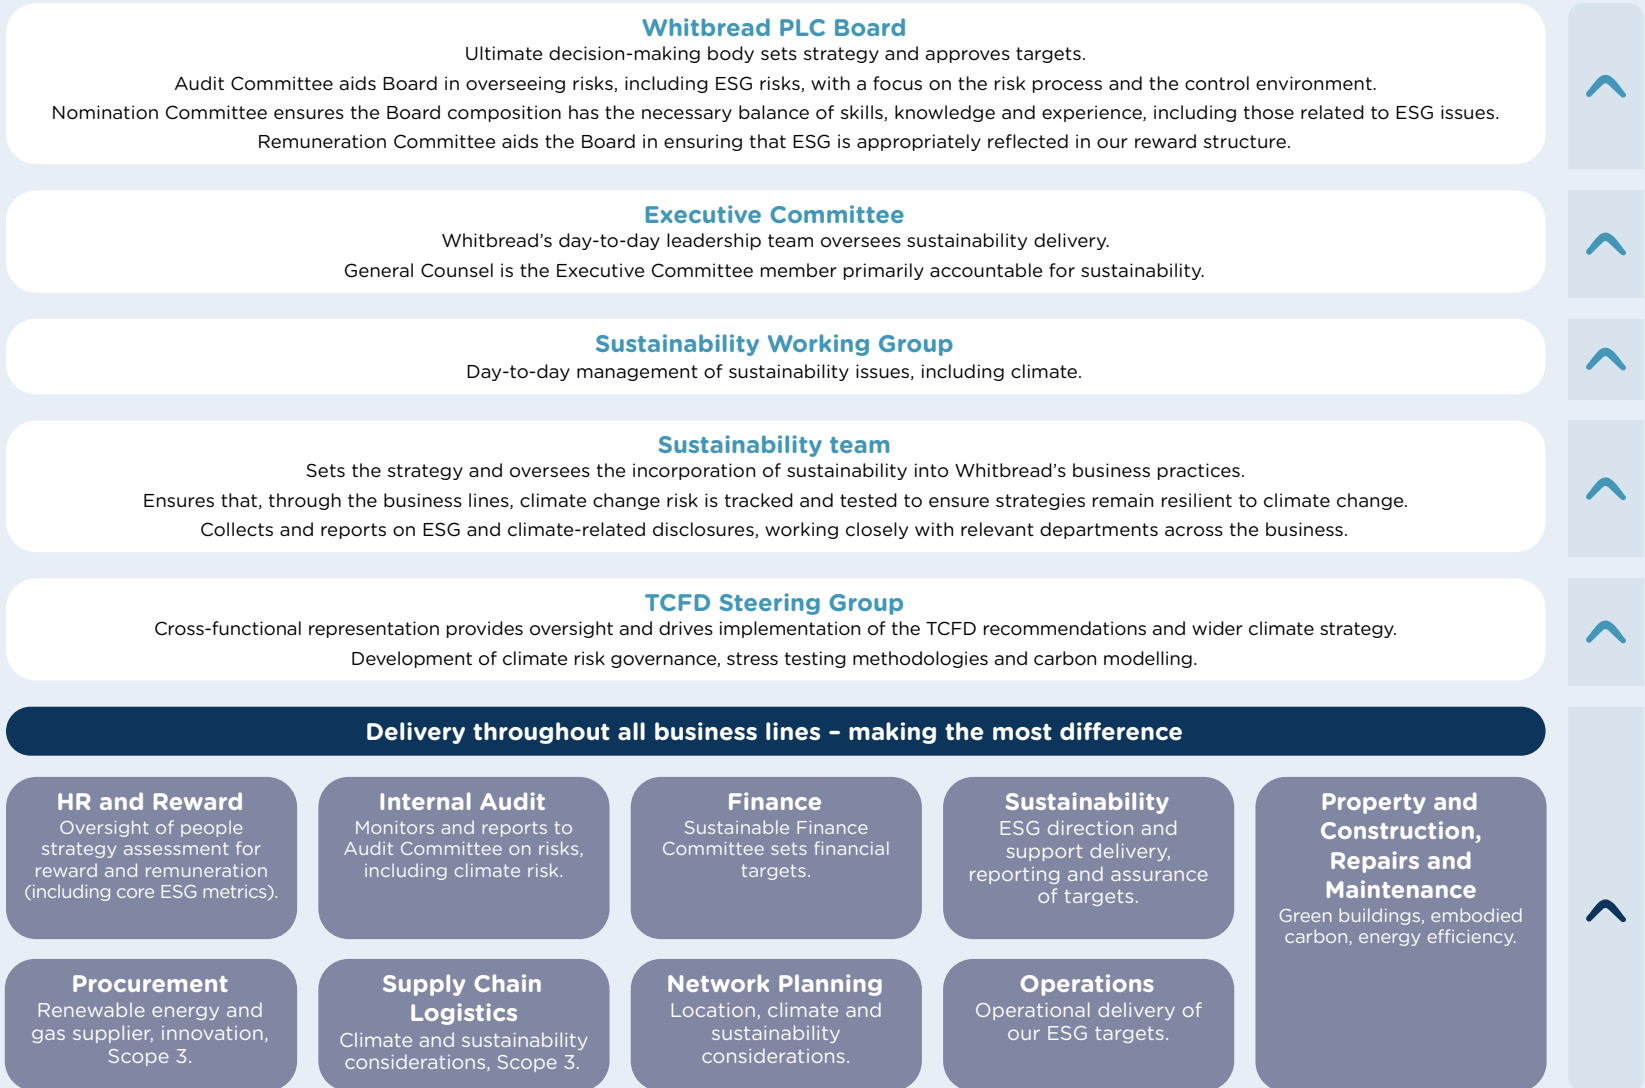 Whitbread PLC Board
Ultimate decision-making body sets strategy and approves targets.
Audit Committee aids Board in overseeing risks, including ESG risks, with a focus on the risk process and the control environment.
Nomination Committee ensures the Board composition has the necessary balance of skills, knowledge and experience, including those related to ESG issues.
Remuneration Committee aids the Board in ensuring that ESG is appropriately reflected in our reward structure.
Executive Committee
Whitbread’s day-to-day leadership team oversees sustainability delivery.
General Counsel is the Executive Committee member primarily accountable for sustainability.
Sustainability Working Group
Day-to-day management of sustainability issues, including climate.
Sustainability team
Sets the strategy and oversees the incorporation of sustainability into Whitbread’s business practices.
Ensures that, through the business lines, climate change risk is tracked and tested to ensure strategies remain resilient to climate change.
Collects and reports on ESG and climate-related disclosures, working closely with relevant departments across the business.
TCFD Steering Group
Cross-functional representation provides oversight and drives implementation of the TCFD recommendations and wider climate strategy.
Development of climate risk governance, stress testing methodologies and carbon modelling.
Delivery throughout all business lines – making the most difference
HR and Reward
Oversight of people
strategy assessment for
reward and remuneration
(including core ESG metrics).
Internal Audit
Monitors and reports to
Audit Committee on risks,
including climate risk.
Finance
Sustainable Finance
Committee sets financial
targets.
Sustainability
ESG direction and
support delivery,
reporting and assurance
of targets.
Property and
Construction,
Repairs and
Maintenance
Green buildings, embodied
carbon, energy efficiency.
Procurement
Renewable energy and
gas supplier, innovation,
Scope 3.
Supply Chain
Logistics
Climate and sustainability
considerations, Scope 3.
Network Planning
Location, climate and
sustainability
considerations.
Operations
Operational delivery of
our ESG targets.